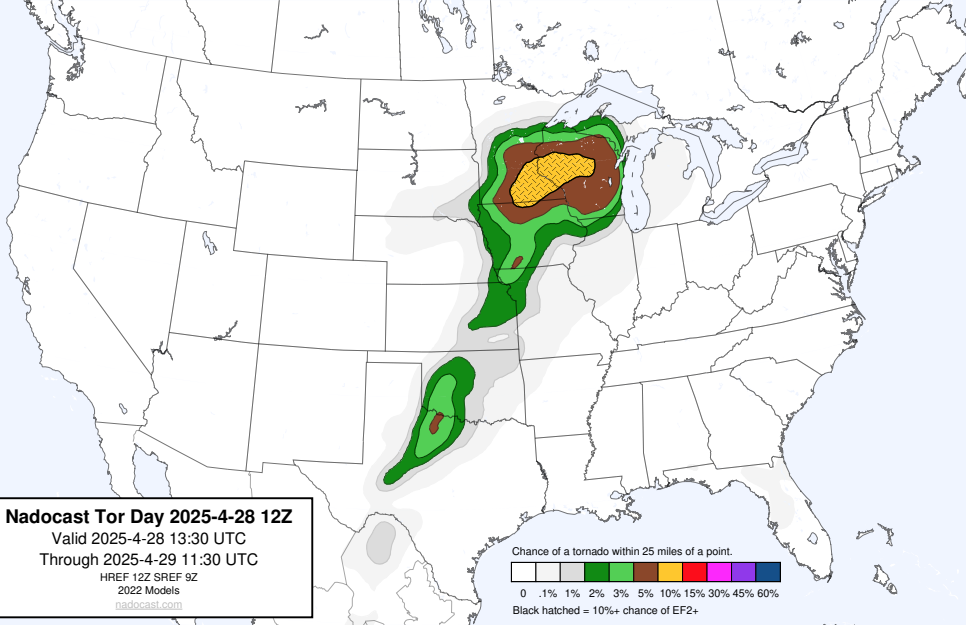 Nadocast Tor Day 2025-4-28 12Z
Valid 2025-4-28 13:30 UTC
Through 2025-4-29 11:30 UTC
HREF 12Z SREF 9Z
2022 Models
nadocast.com
Chance of a tornado within 25 miles of a point.
0 .1% 1% 2% 3% 5% 10% 15% 30% 45% 60%
Black hatched = 10%+ chance of EF2+